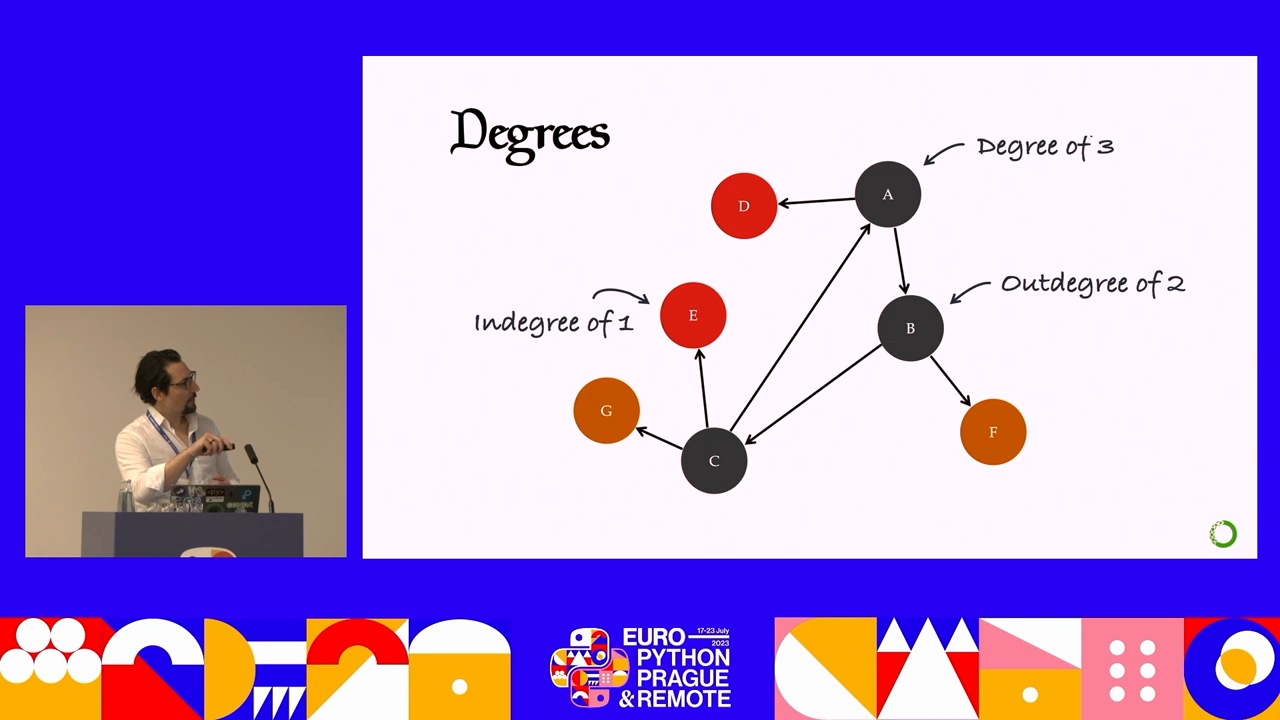 Degrees
Degree of 3
A
D
Outdegree of 2
E
B
Indegree of 1
G
F
C
17-23 July
2023
EURO
PYTHON
PRAGUE
& REMOTE